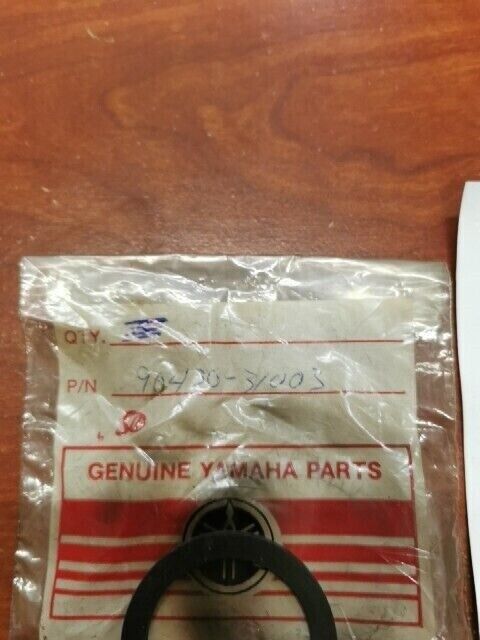 QTY.
P/N 90430-31003
GENUINE YAMAHA PARTS